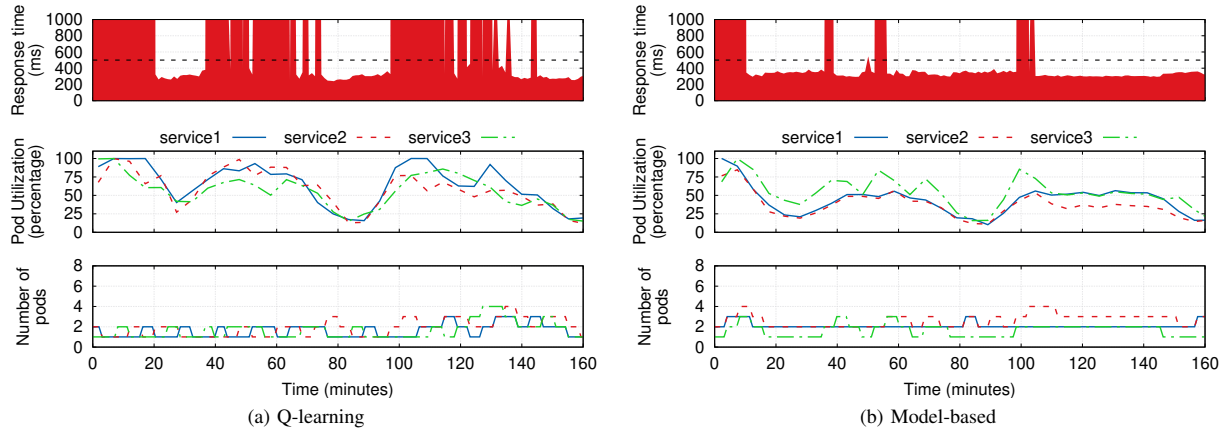 Response time
(ms)
1000
800
600
400
200
0
service1 service2 service3
Pod Utilization
(percentage)
100
75
50
25
0
Number of
pods
8
6
4
2
0
0 20 40 60 80 100 120 140 160
Time (minutes)
(a) Q-learning
Response time
(ms)
1000
800
600
400
200
0
service1 service2 service3
Pod Utilization
(percentage)
100
75
50
25
0
Number of
pods
8
6
4
2
0
0 20 40 60 80 100 120 140 160
Time (minutes)
(b) Model-based